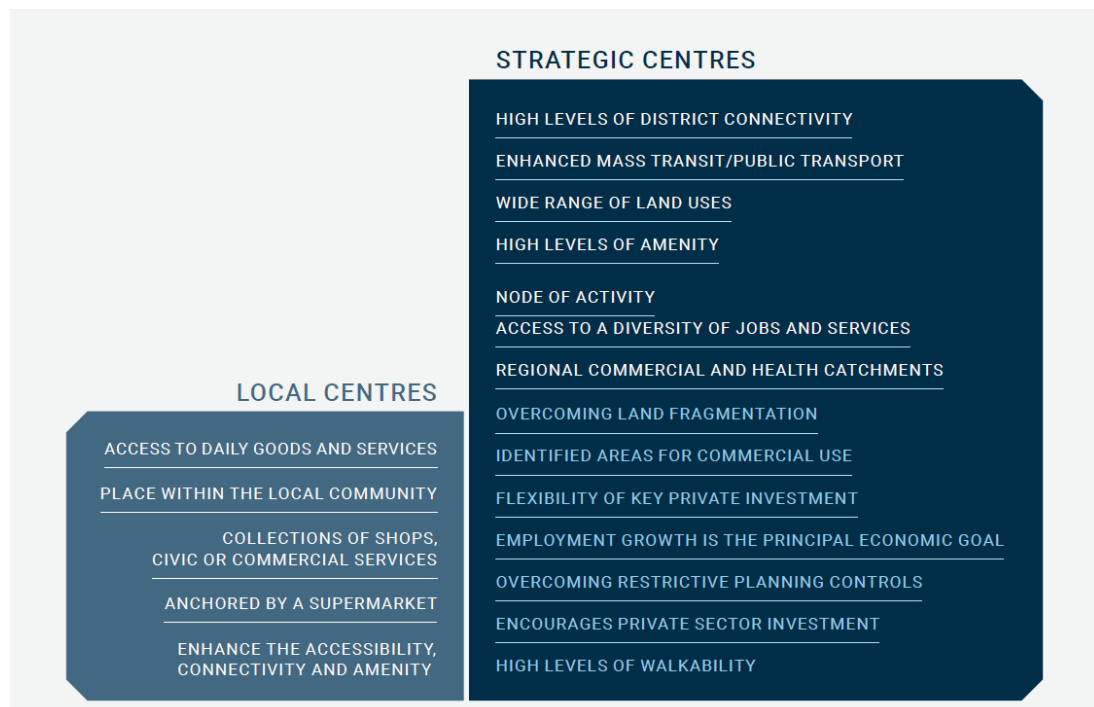 STRATEGIC CENTRES
HIGH LEVELS OF DISTRICT CONNECTIVITY
ENHANCED MASS TRANSIT/PUBLIC TRANSPORT
WIDE RANGE OF LAND USES
HIGH LEVELS OF AMENITY
NODE OF ACTIVITY
ACCESS TO A DIVERSITY OF JOBS AND SERVICES
REGIONAL COMMERCIAL AND HEALTH CATCHMENTS
OVERCOMING LAND FRAGMENTATION
IDENTIFIED AREAS FOR COMMERCIAL USE
FLEXIBILITY OF KEY PRIVATE INVESTMENT
EMPLOYMENT GROWTH IS THE PRINCIPAL ECONOMIC GOAL
OVERCOMING RESTRICTIVE PLANNING CONTROLS
ENCOURAGES PRIVATE SECTOR INVESTMENT
HIGH LEVELS OF WALKABILITY
LOCAL CENTRES
ACCESS TO DAILY GOODS AND SERVICES
PLACE WITHIN THE LOCAL COMMUNITY
COLLECTIONS OF SHOPS,
CIVIC OR COMMERCIAL SERVICES
ANCHORED BY A SUPERMARKET
ENHANCE THE ACCESSIBILITY,
CONNECTIVITY AND AMENITY